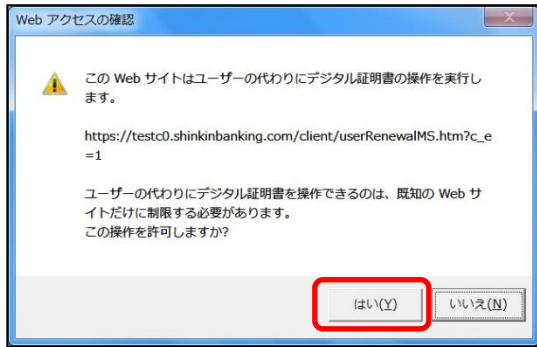 Web アクセスの確認
この Web サイトはユーザーの代わりにデジタル証明書の操作を実行し
ます。
https://testc0.shinkinbanking.com/client/userRenewalMS.htm?c_e
=1
ユーザーの代わりにデジタル証明書を操作できるのは、既知の Web サ
イトだけに制限する必要があります。
この操作を許可しますか?
はい(Y)
いいえ(N)